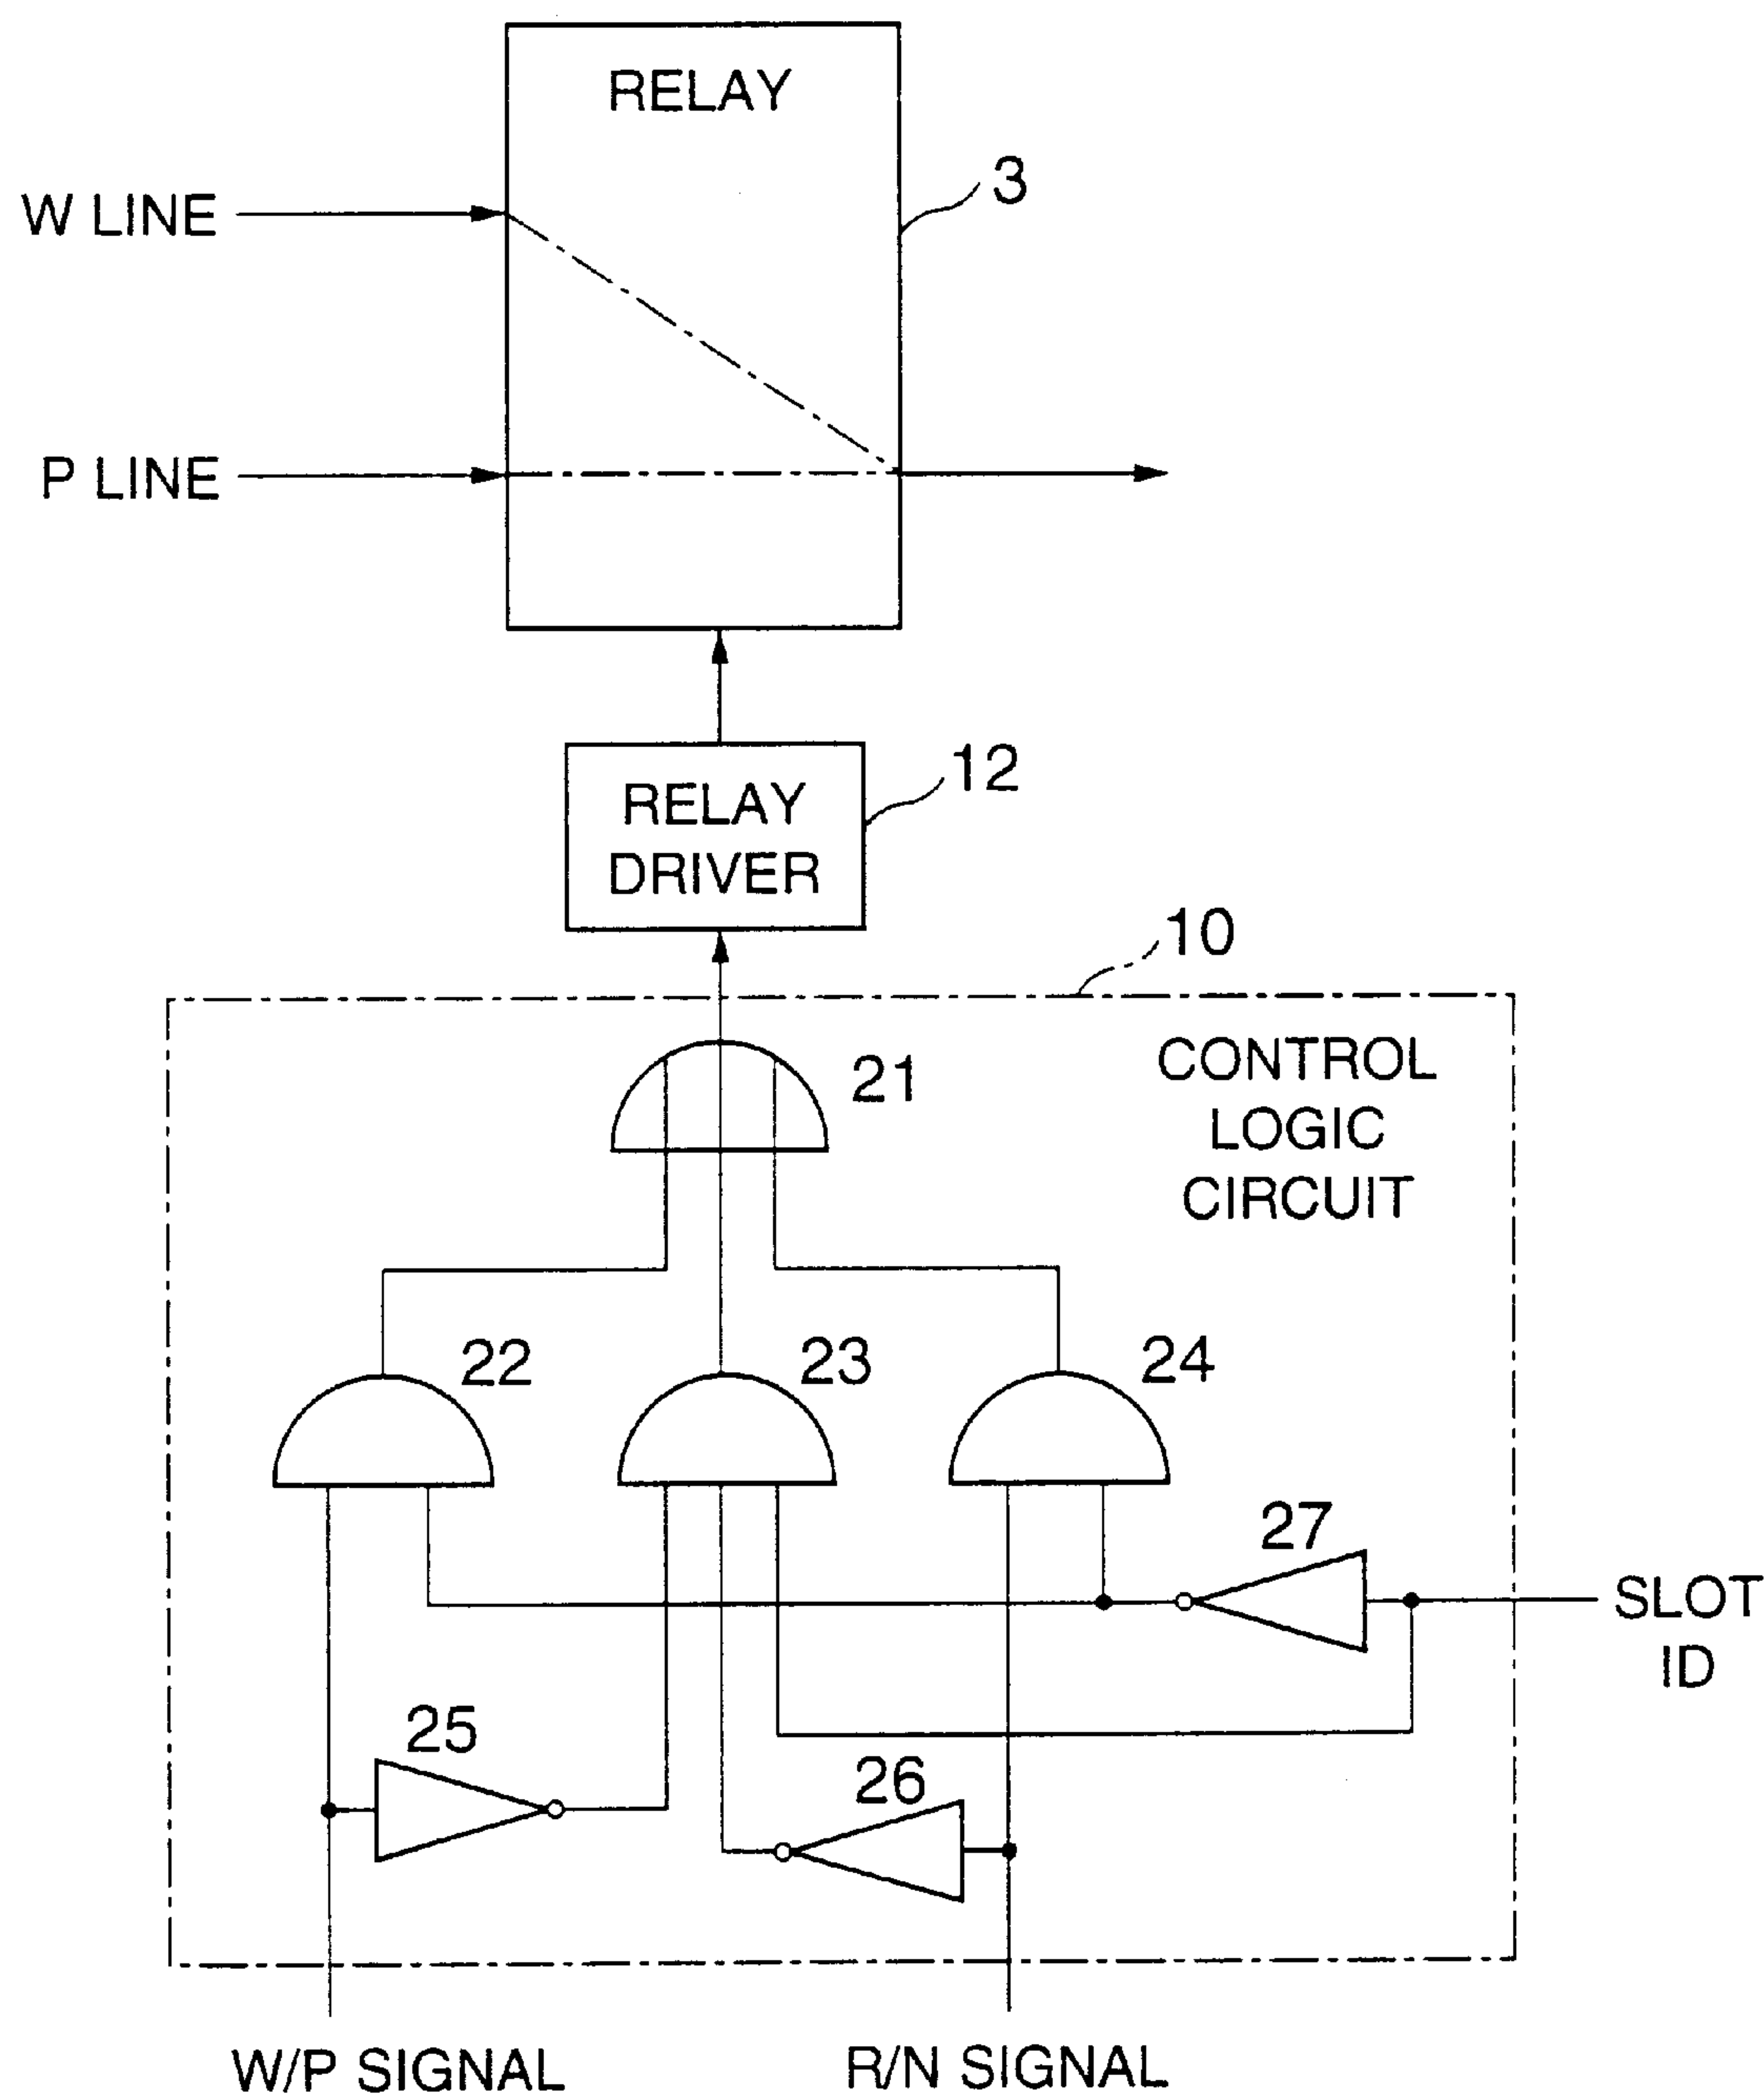 RELAY
3
W LINE
P LINE
12
RELAY
DRIVER
10
21
CONTROL
LOGIC
CIRCUIT
22
23
24
27
SLOT
ID
25
26
W/P SIGNAL
R/N SIGNAL